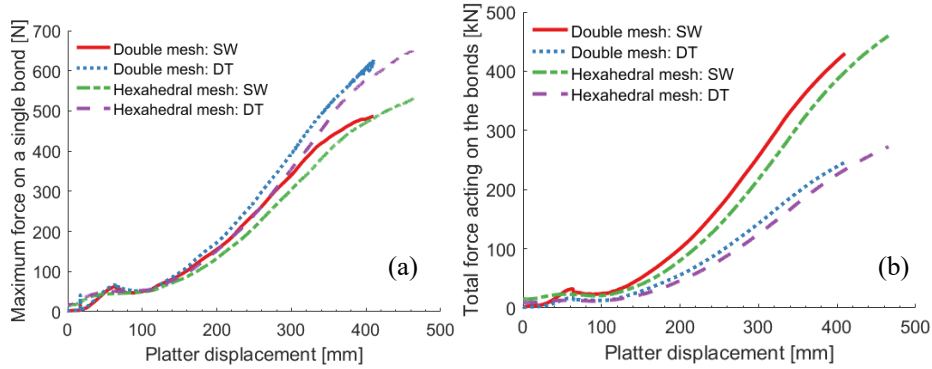 Maximum force on a single bond [N]
700
600
500
400
300
200
100
0
Double mesh: SW
Double mesh: DT
Hexahedral mesh: SW
Hexahedral mesh: DT
(a)
0 100 200 300 400 500
Platter displacement [mm]
Total force acting on the bonds [kN]
500
400
300
200
100
0
Double mesh: SW
Double mesh: DT
Hexahedral mesh: SW
Hexahedral mesh: DT
(b)
0 100 200 300 400 500
Platter displacement [mm]